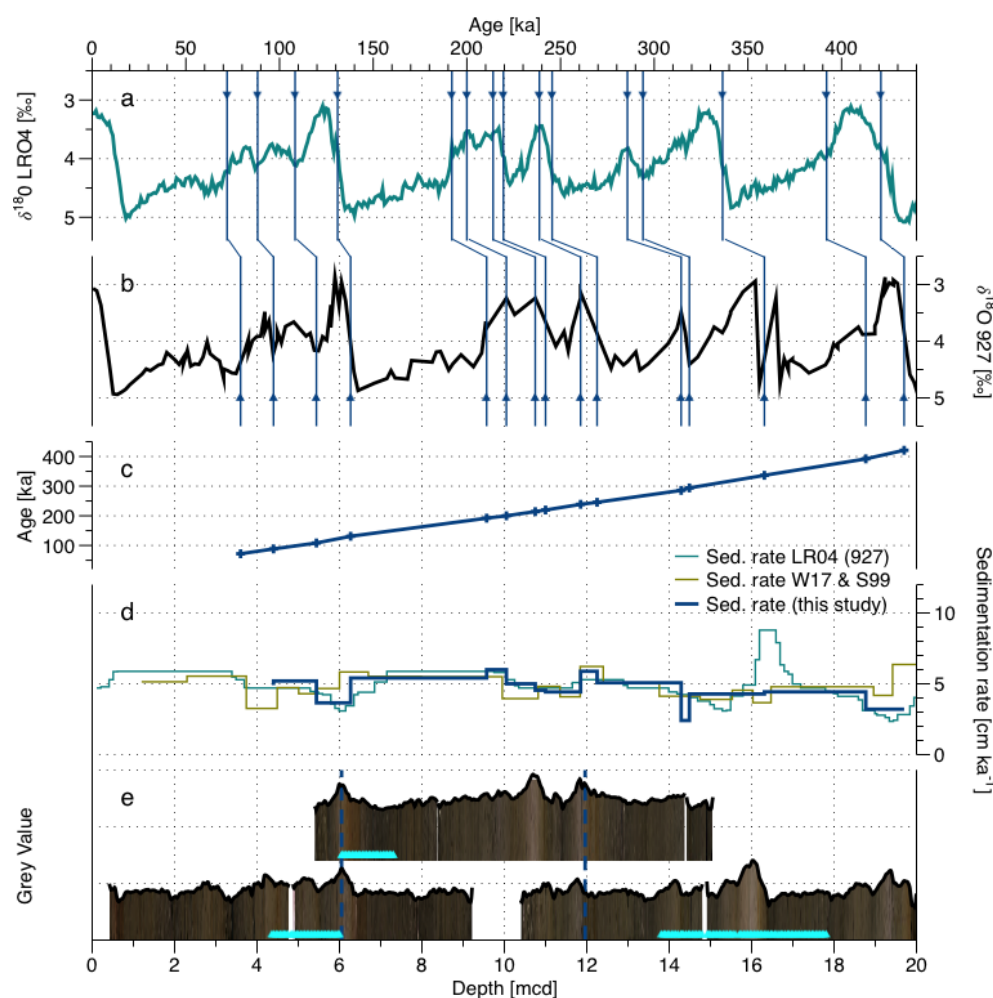 Age [ka]
0 50 100 150 200 250 300 350 400
a
3
4
5
δ18O LRO4 [‰]
b
3
4
5
δ18O 927 [‰]
c
400
300
200
100
Age [ka]
Sed. rate LR04 (927)
Sed. rate W17 & S99
Sed. rate (this study)
d
10
5
0
Sedimentation rate [cm ka-1]
e
Grey Value
0 2 4 6 8 10 12 14 16 18 20
Depth [mcd]